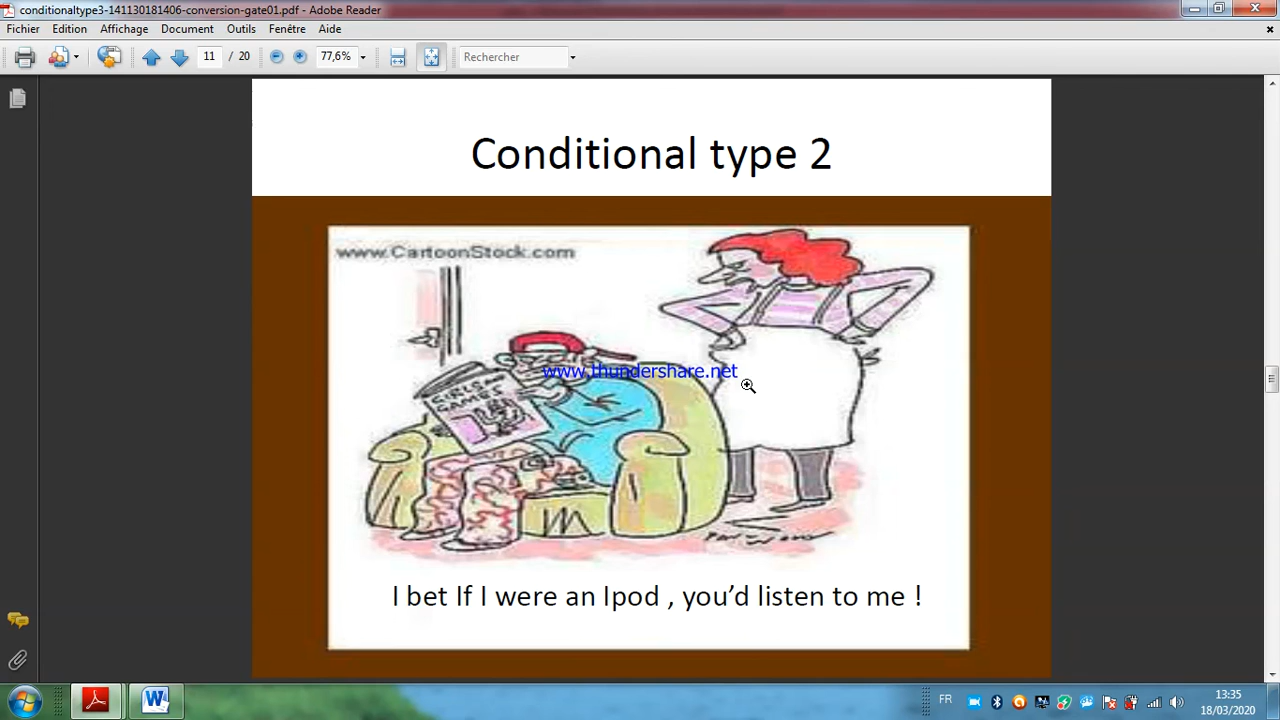 conditionaltype3-141130181406-conversion-gate01.pdf - Adobe Reader
Fichier Edition Affichage Document Outils Fenêtre Aide
11 / 20 77,6% Rechercher
Conditional type 2
www.CartoonStock.com
www.thundershare.net
GAMES
I bet If I were an Ipod , you’d listen to me !
FR 13:35
18/03/2020